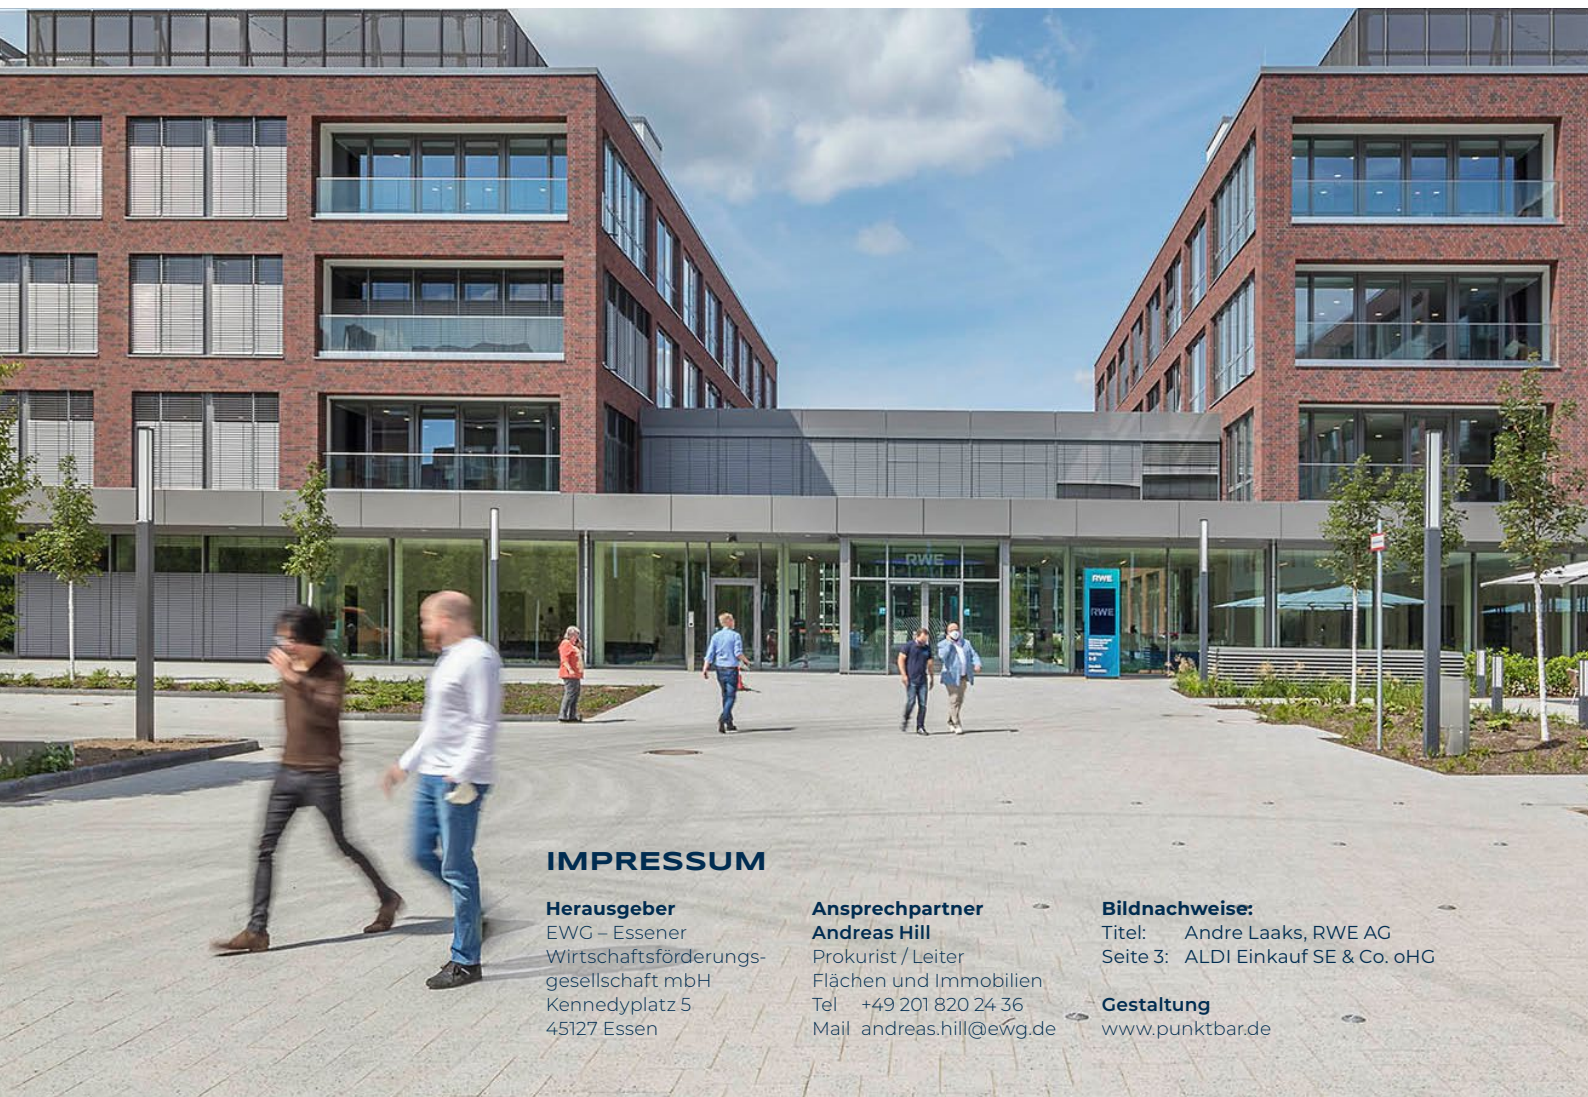 RWE
RWE
RWE
IMPRESSUM
Herausgeber
EWG – Essener
Wirtschaftsförderungs-
gesellschaft mbH
Kennedyplatz 5
45127 Essen
Ansprechpartner
Andreas Hill
Prokurist / Leiter
Flächen und Immobilien
Tel +49 201 820 24 36
Mail andreas.hill@ewg.de
Bildnachweise:
Titel: Andre Laaks, RWE AG
Seite 3: ALDI Einkauf SE & Co. oHG
Gestaltung
www.punktbar.de